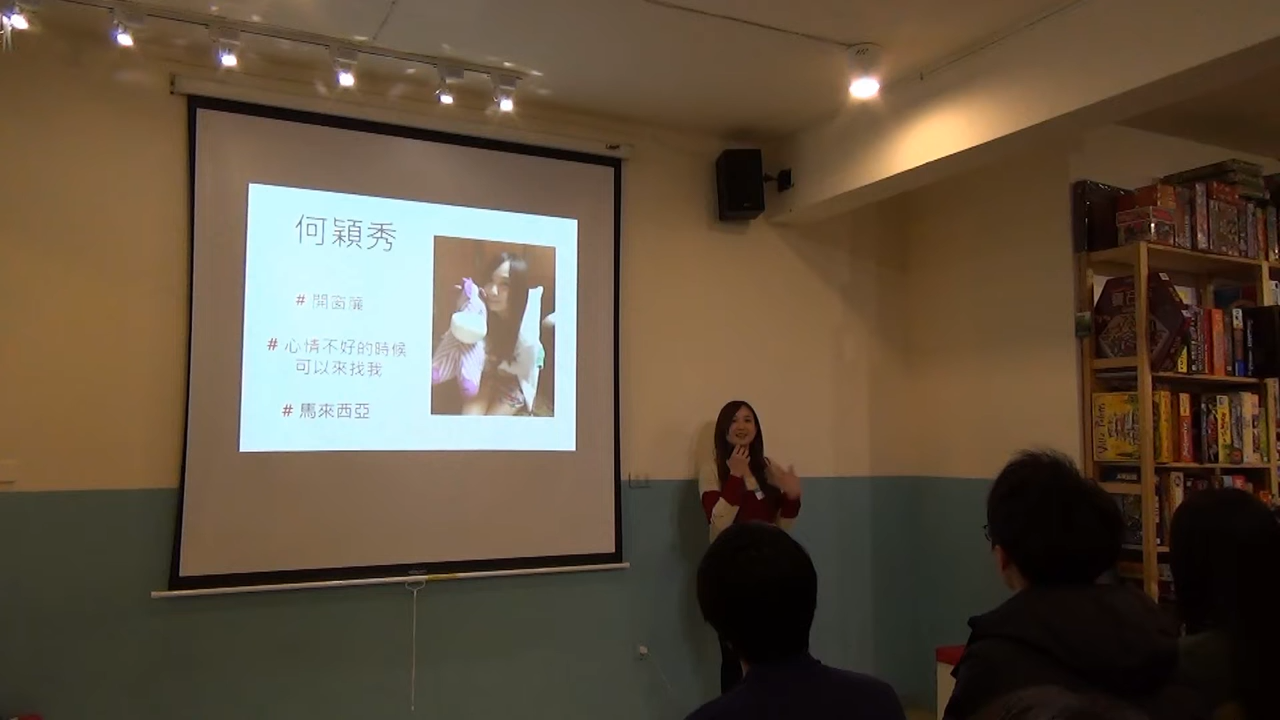 何穎秀
# 開窗簾
# 心情不好的時候
可以來找我
# 馬來西亞